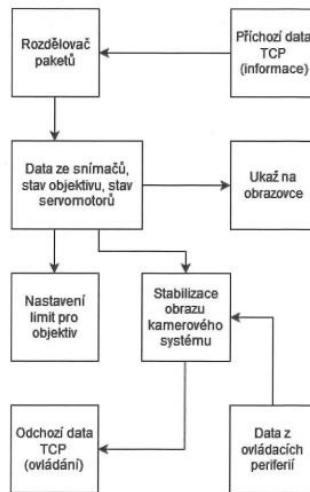 Rozdělovač
paketů
Příchozí data
TCP
(informace)
Data ze snímačů,
stav objektivu, stav
servomotorů
Ukaž na
obrazovce
Nastavení
limit pro
objektiv
Stabilizace
obrazu
kamerového
systému
Odchozí data
TCP
(ovládání)
Data z
ovládacích
periferií